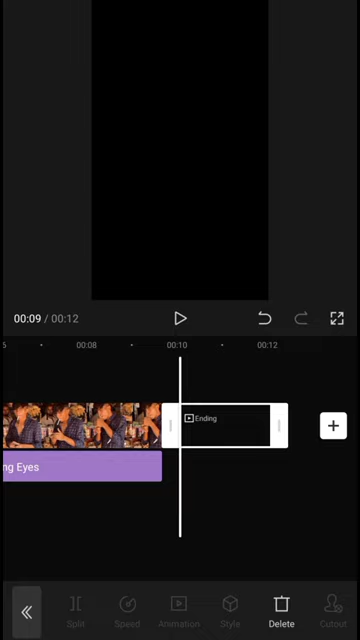 00:09 / 00:12
6
00:08
00:10
00:12
Ending
ng Eyes
Split
Speed
Animation
Style
Delete
Cutout